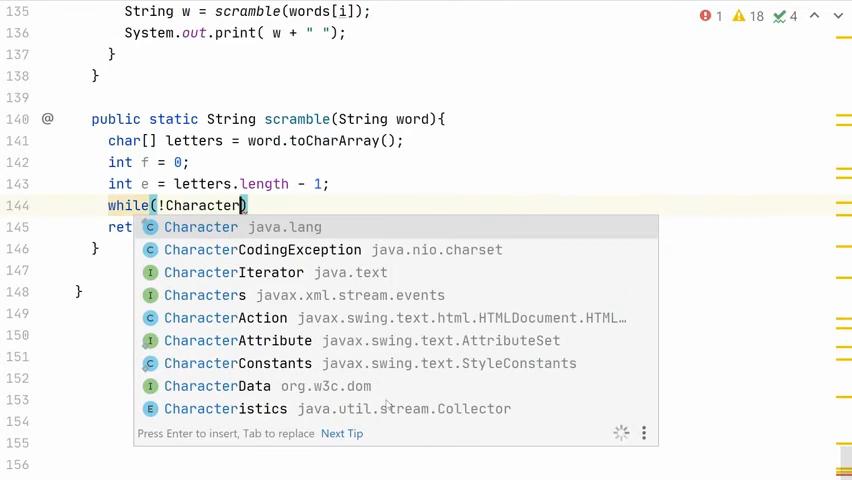 135 String w = scramble(words[i]);
136 System.out.print( w + " ");
137 }
138 }
139
140 @ public static String scramble(String word){
141 char[] letters = word.toCharArray();
142 int f = 0;
143 int e = letters.length - 1;
144 while(!Character)
145 ret
146 }
147
148 }
149
150
151
152
153
154
155
156
1 18 4
C Character java.lang
C CharacterCodingException java.nio.charset
I CharacterIterator java.text
I Characters javax.xml.stream.events
C CharacterAction javax.swing.text.html.HTMLDocument.HTML…
I CharacterAttribute javax.swing.text.AttributeSet
C CharacterConstants javax.swing.text.StyleConstants
I CharacterData org.w3c.dom
E Characteristics java.util.stream.Collector
Press Enter to insert, Tab to replace Next Tip